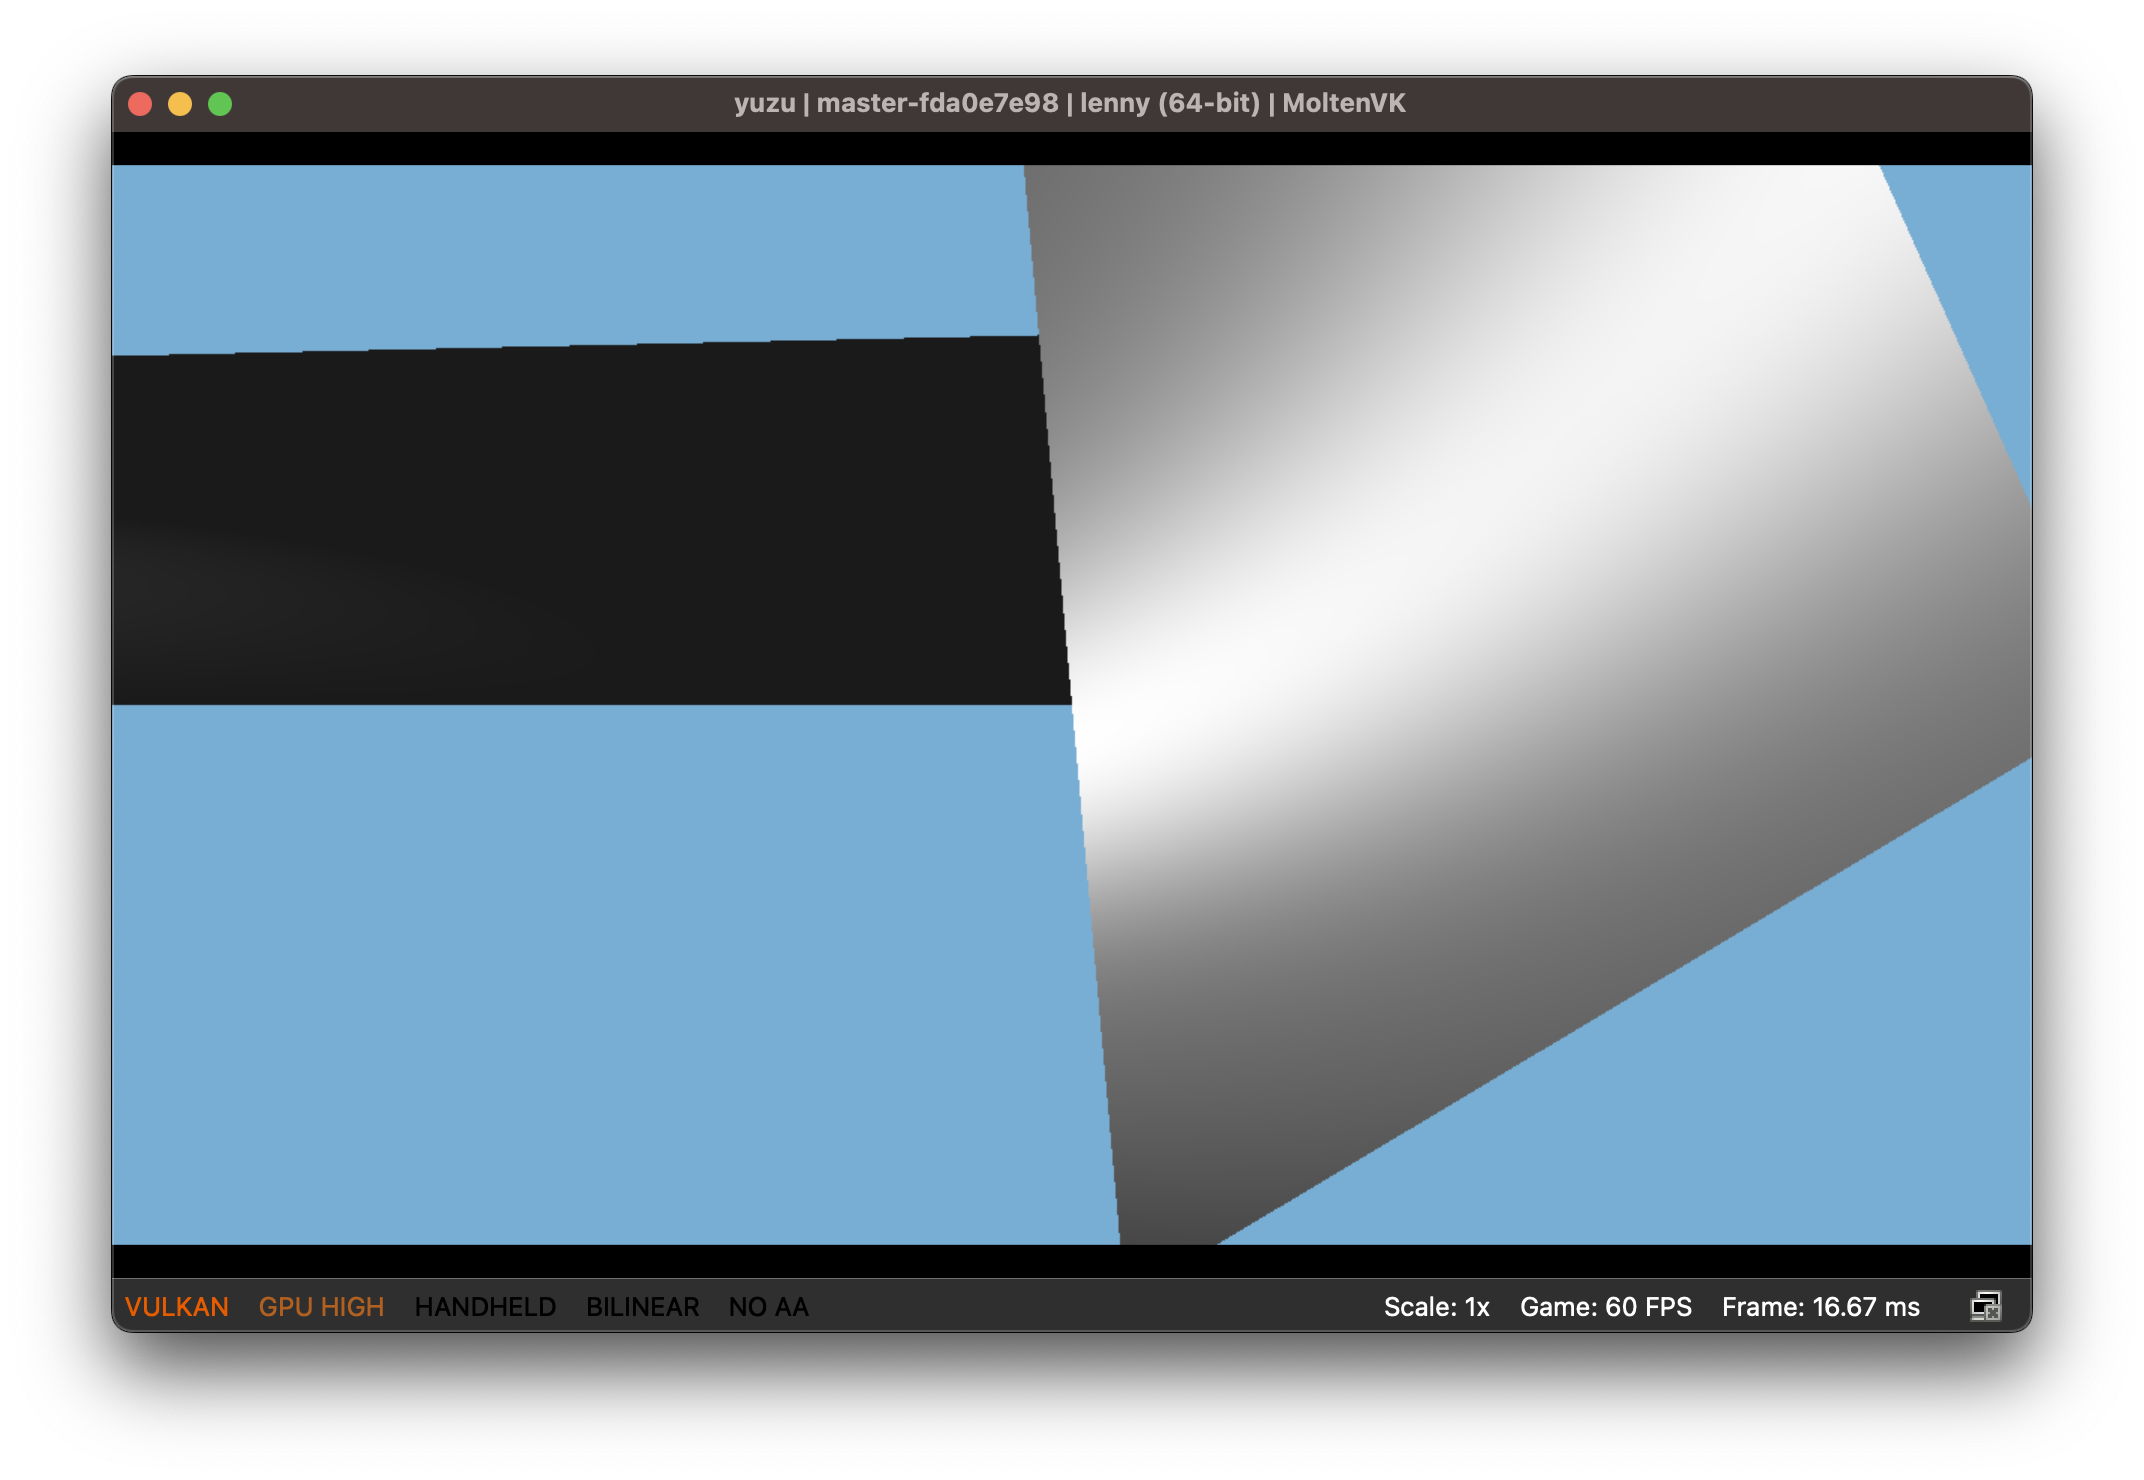 yuzu | master-fda0e7e98 | lenny (64-bit) | MoltenVK
VULKAN GPU HIGH HANDHELD BILINEAR NO AA Scale: 1x Game: 60 FPS Frame: 16.67 ms